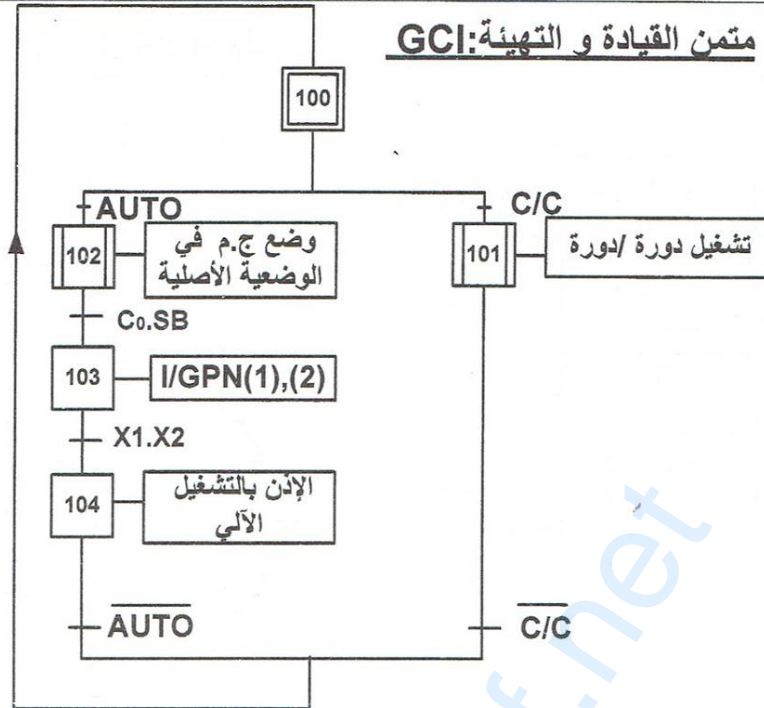 متمن القيادة و التهيئة:GCI
100
AUTO
C/C
102
وضع ج.م في
الوضعية الأصلية
101
تشغيل دورة /دورة
C₀.SB
103
I/GPN(1),(2)
X1.X2
104
الإذن بالتشغيل
الآلي
A̅U̅T̅O̅
C̅/̅C̅
f.net